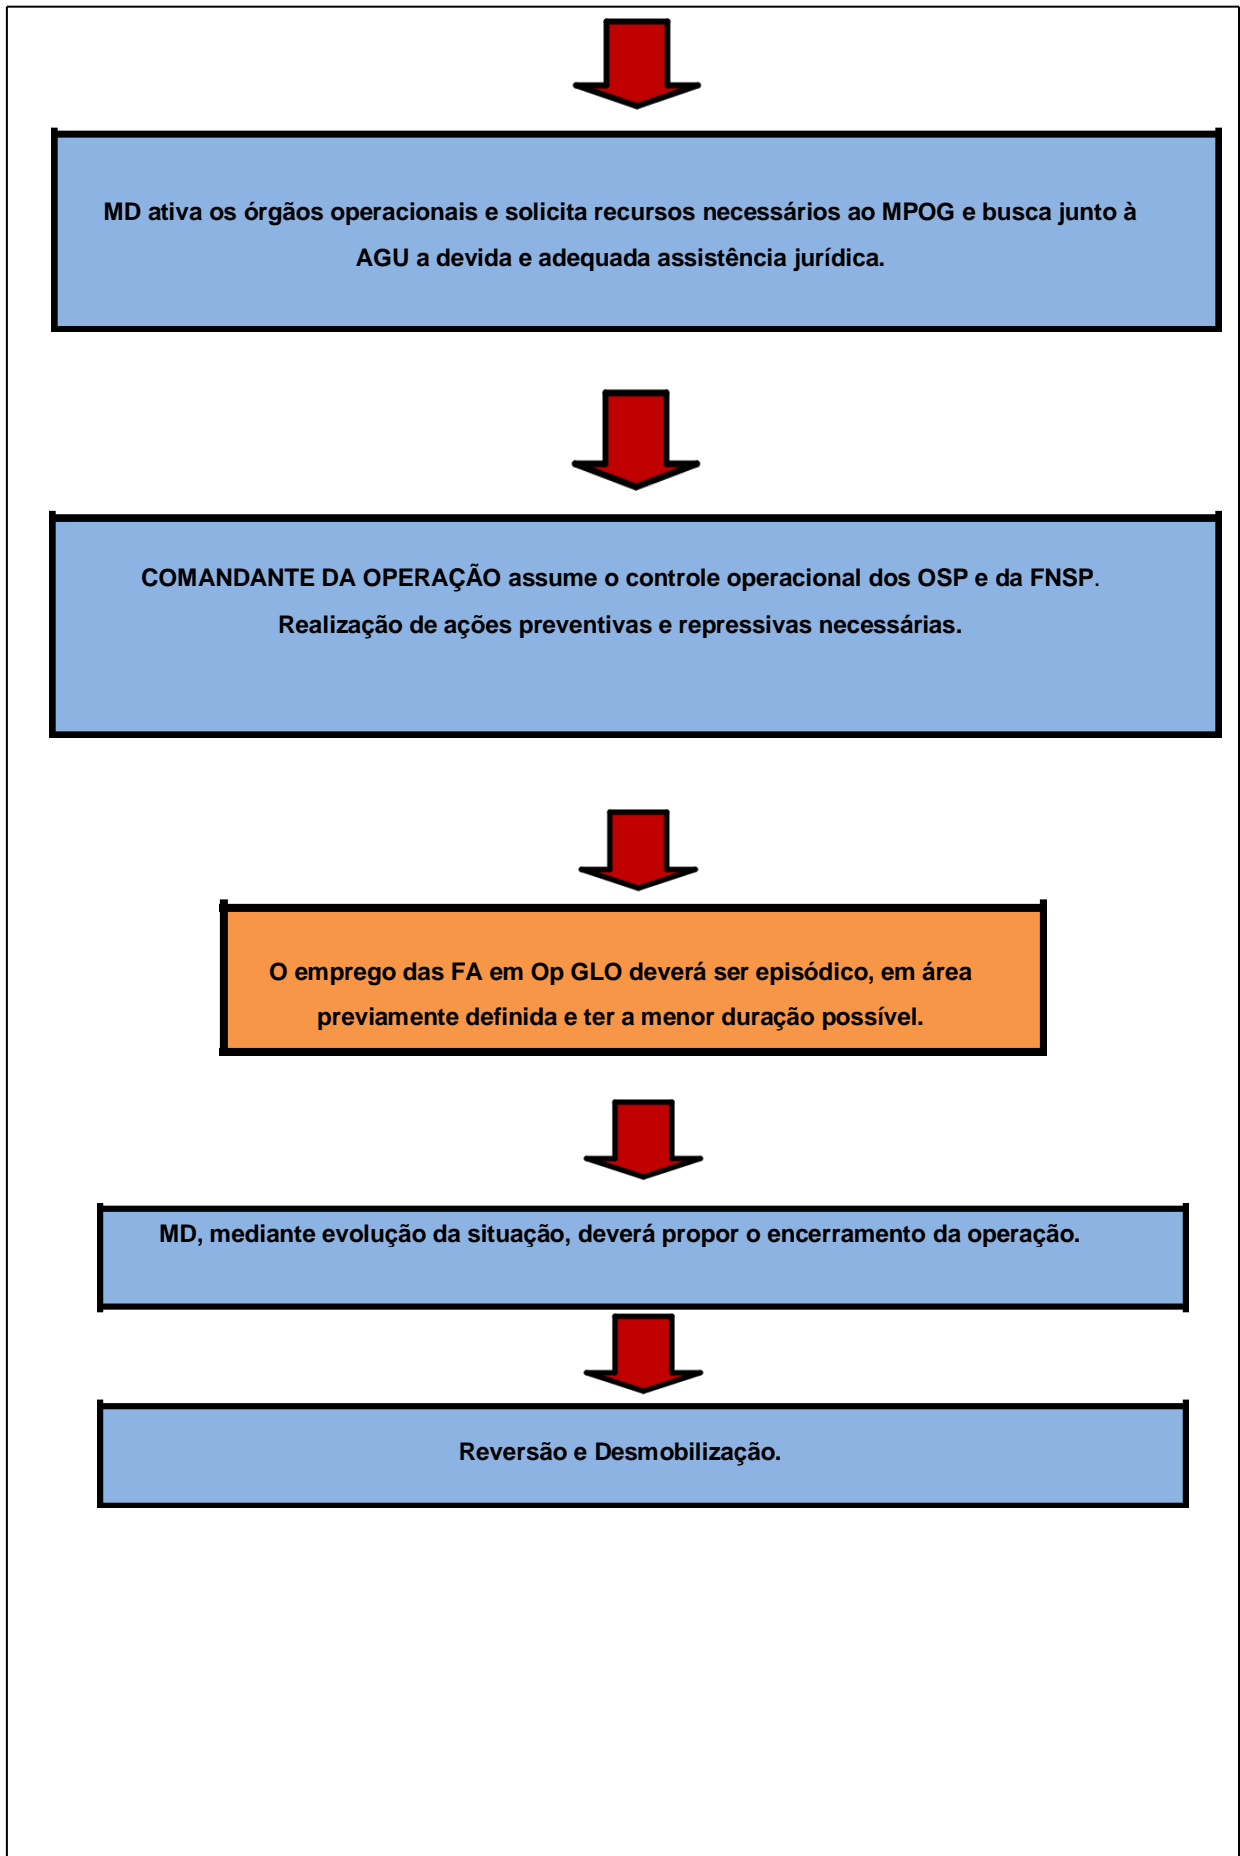 MD ativa os órgãos operacionais e solicita recursos necessários ao MPOG e busca junto à
AGU a devida e adequada assistência jurídica.
COMANDANTE DA OPERAÇÃO assume o controle operacional dos OSP e da FNSP.
Realização de ações preventivas e repressivas necessárias.
O emprego das FA em Op GLO deverá ser episódico, em área
previamente definida e ter a menor duração possível.
MD, mediante evolução da situação, deverá propor o encerramento da operação.
Reversão e Desmobilização.